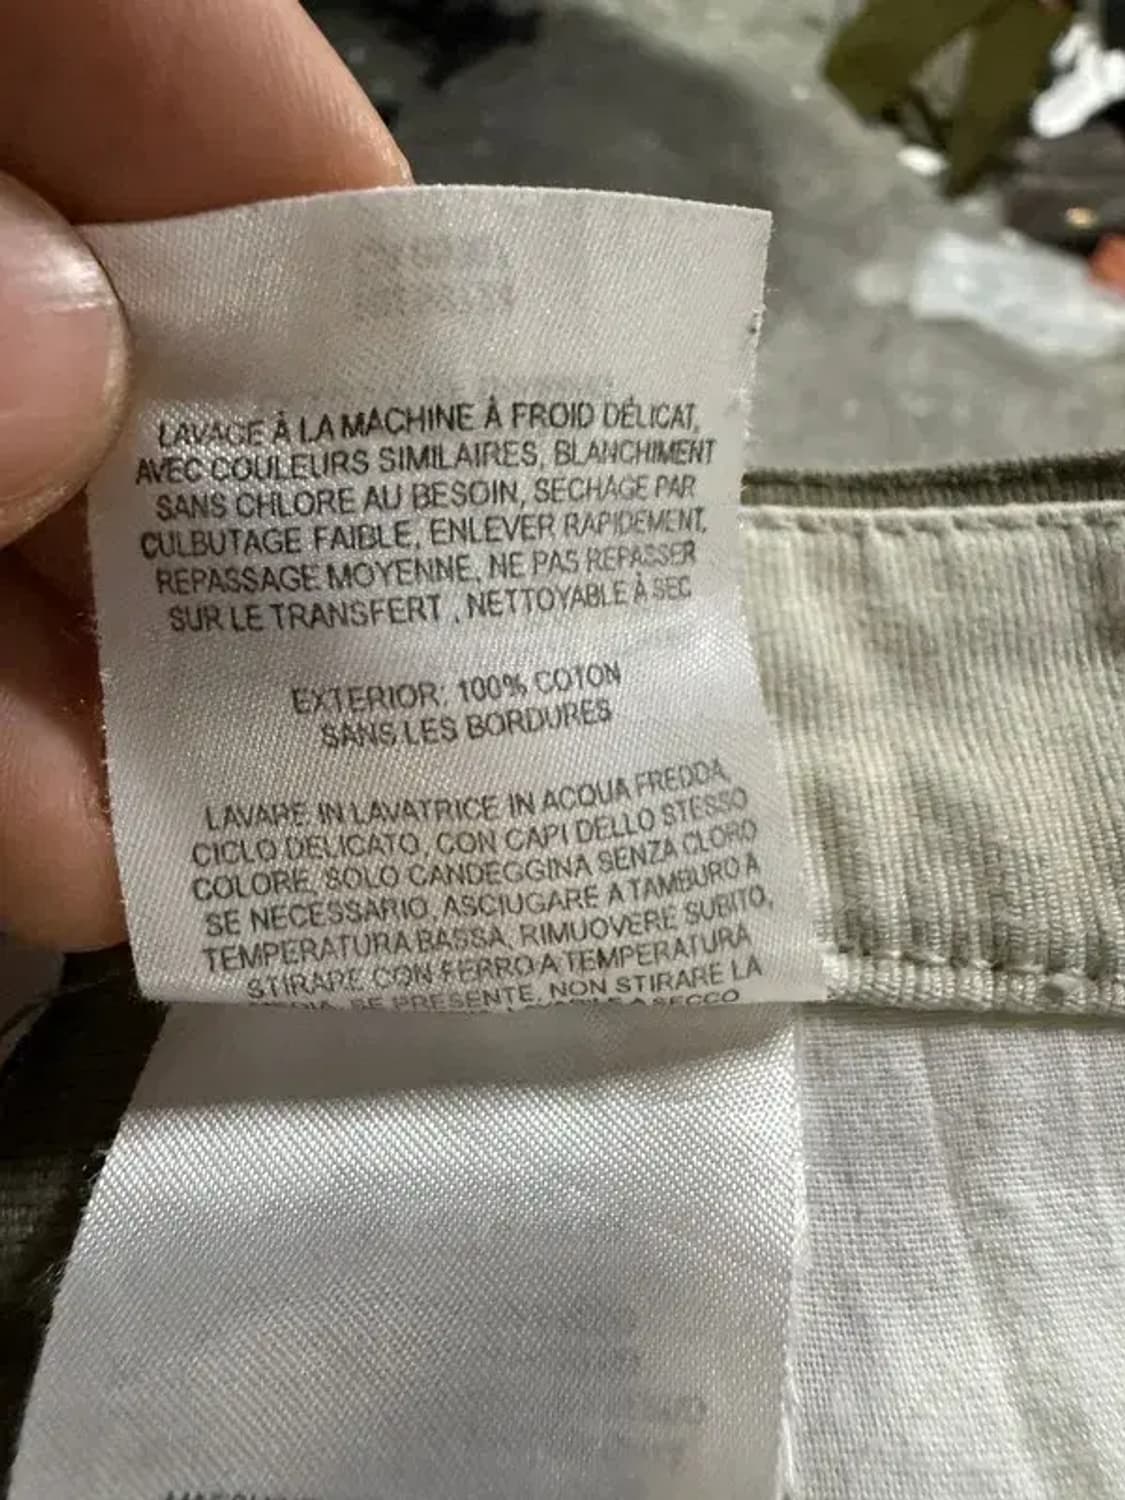 LAVAGE À LA MACHINE À FROID DÉLICAT,
AVEC COULEURS SIMILAIRES, BLANCHIMENT
SANS CHLORE AU BESOIN, SECHAGE PAR
CULBUTAGE FAIBLE, ENLEVER RAPIDEMENT,
REPASSAGE MOYENNE, NE PAS REPASSER
SUR LE TRANSFERT , NETTOYABLE À SEC
EXTERIOR: 100% COTON
SANS LES BORDURES
LAVARE IN LAVATRICE IN ACQUA FREDDA,
CICLO DELICATO, CON CAPI DELLO STESSO
COLORE, SOLO CANDEGGINA SENZA CLORO
SE NECESSARIO, ASCIUGARE A TAMBURO A
TEMPERATURA BASSA, RIMUOVERE SUBITO,
STIRARE CON FERRO A TEMPERATURA
SE PRESENTE, NON STIRARE LA
A SECCO